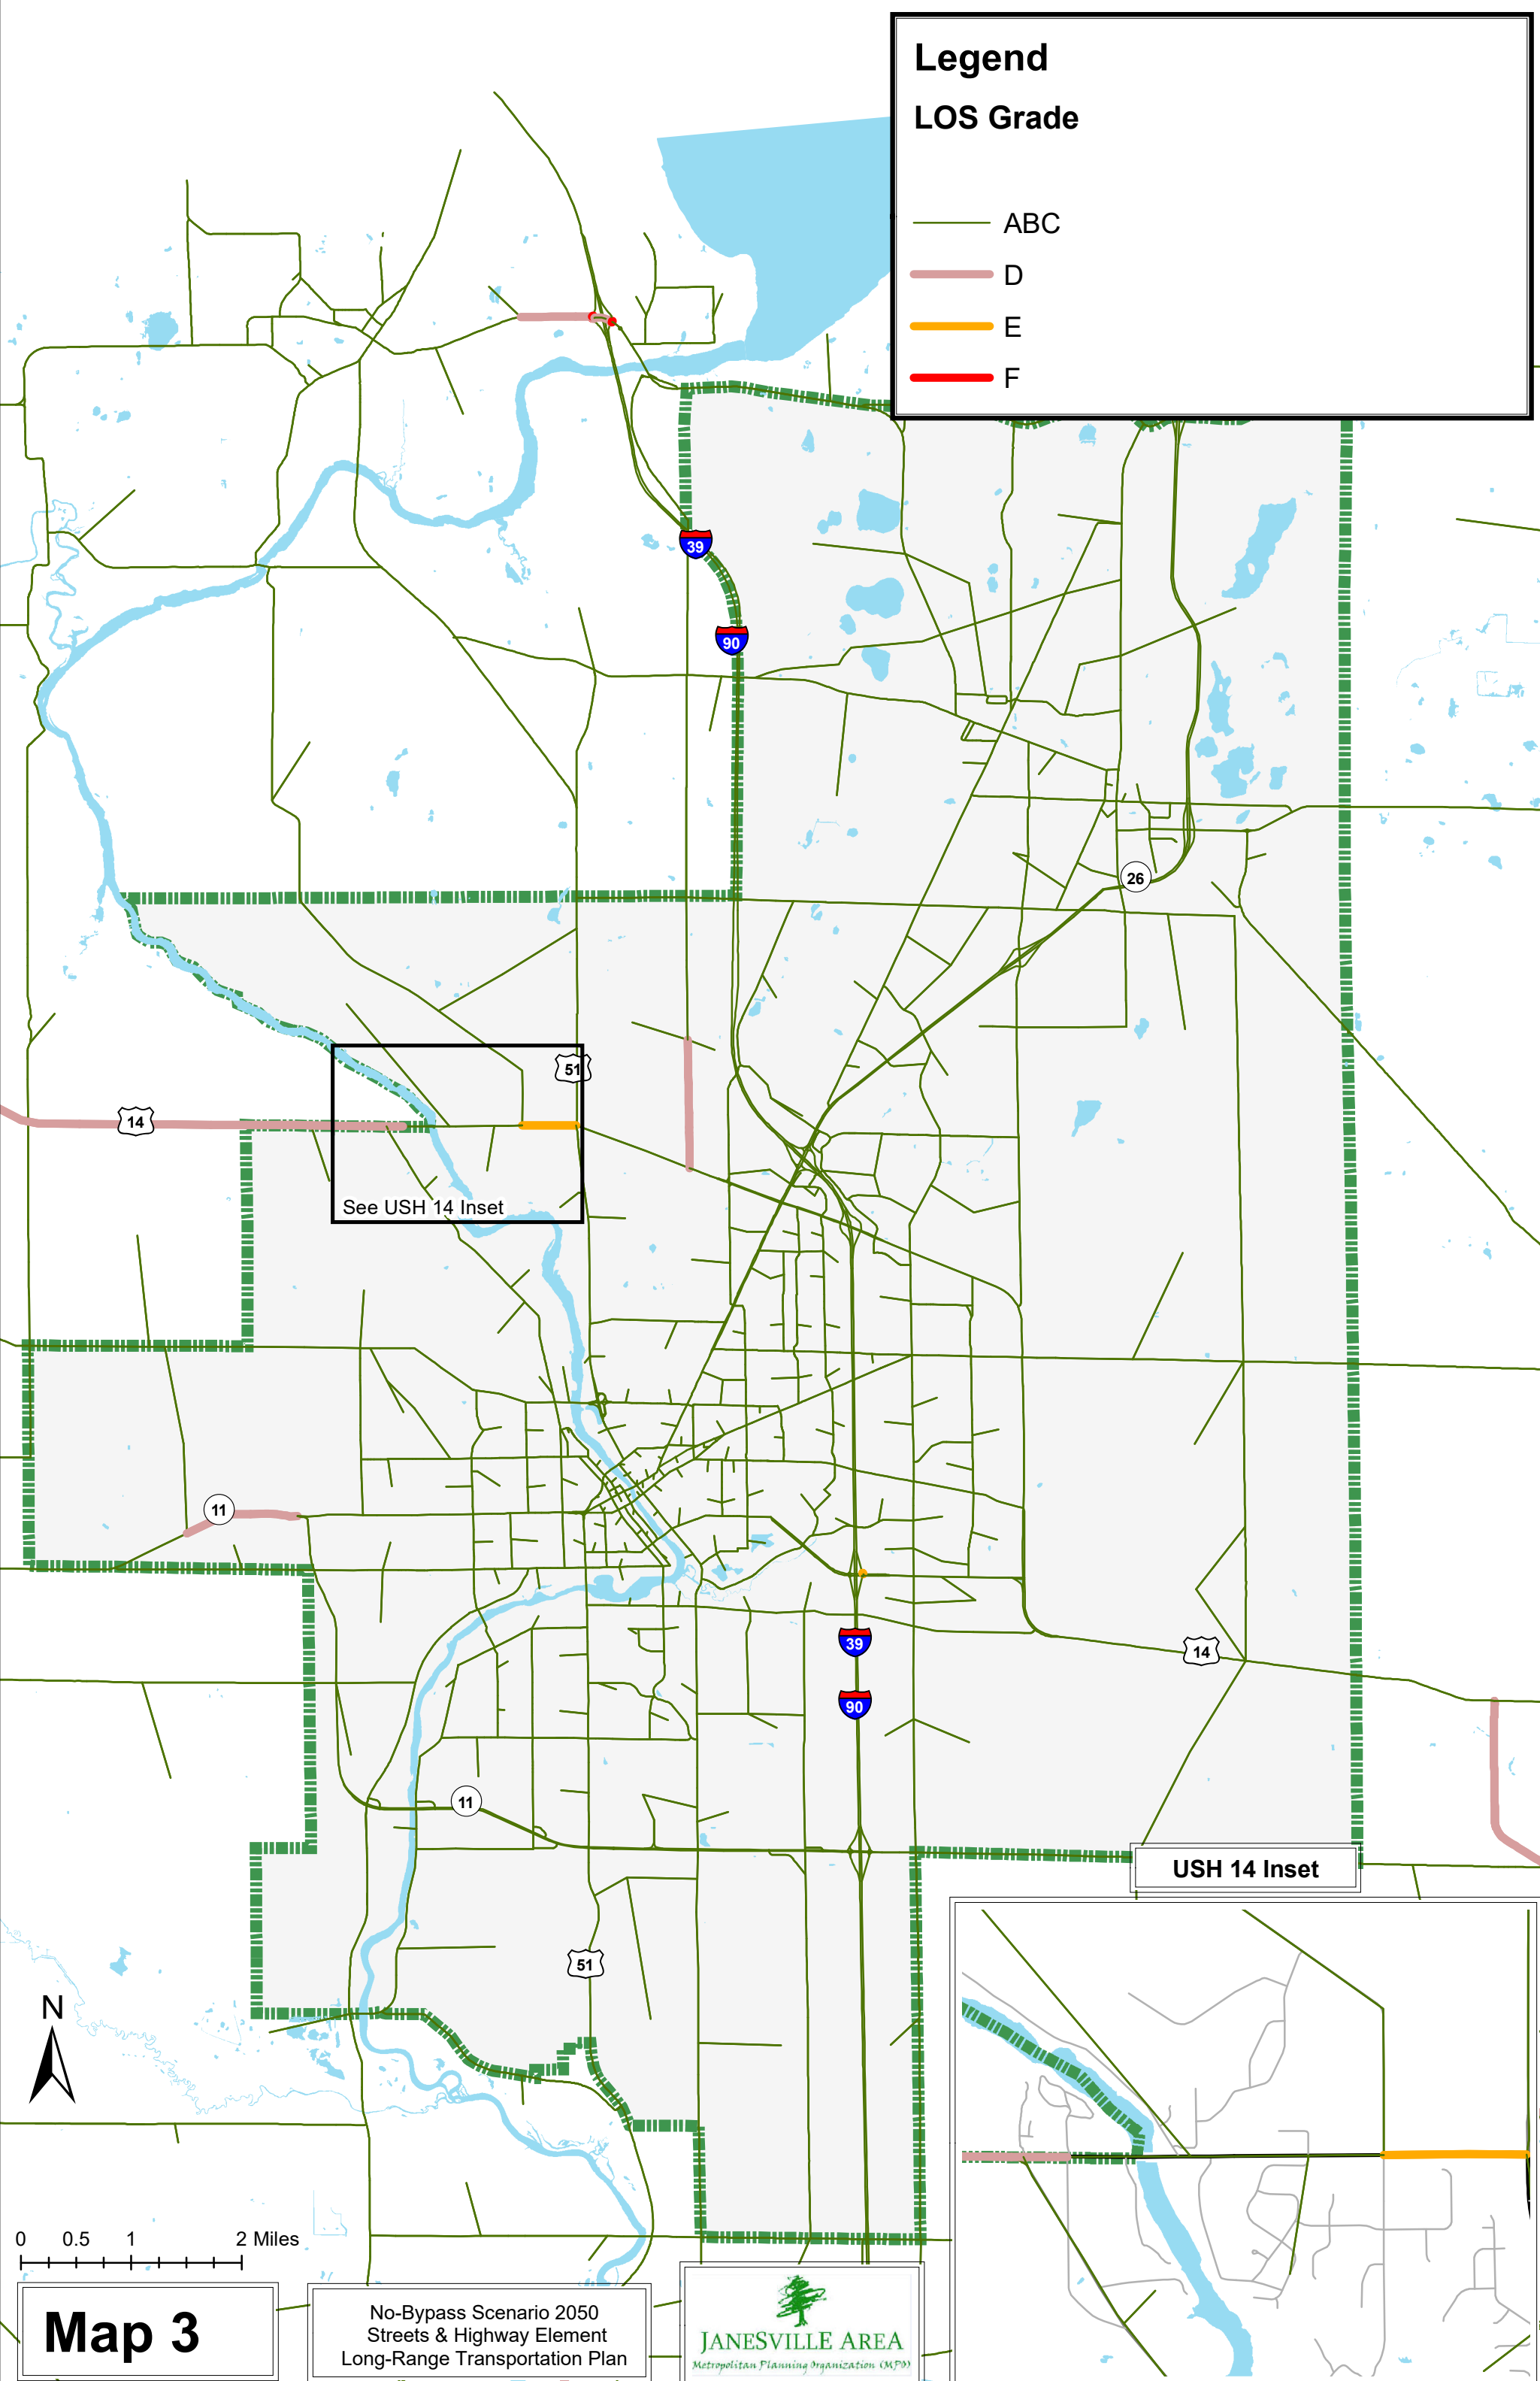 Legend
LOS Grade
ABC
D
E
F
39
90
26
51
14
See USH 14 Inset
11
39
14
90
11
USH 14 Inset
51
N
0 0.5 1 2 Miles
Map 3
No-Bypass Scenario 2050
Streets & Highway Element
Long-Range Transportation Plan
JANESVILLE AREA
Metropolitan Planning Organization (MPO)